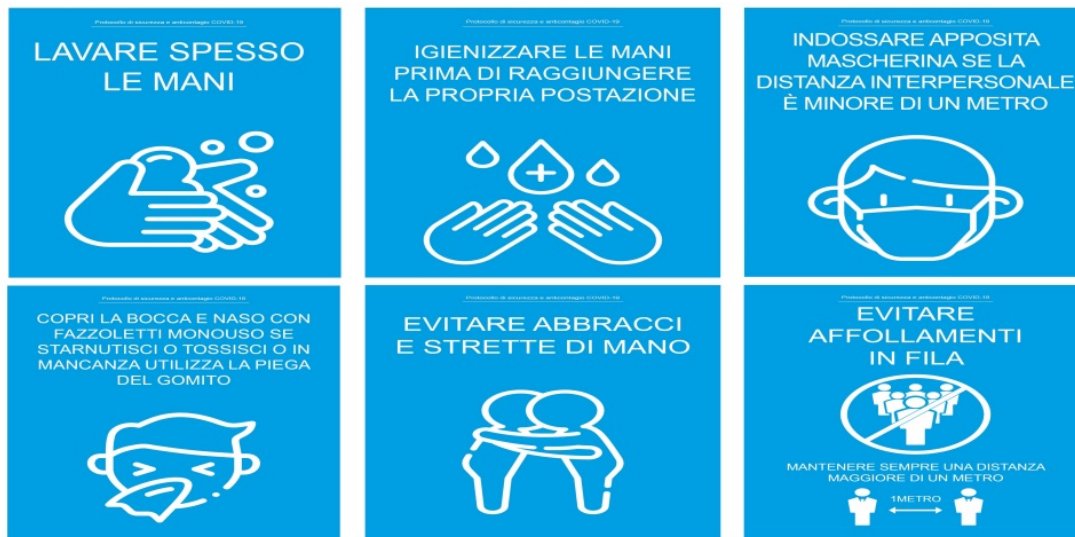 Protocollo di sicurezza e anticontagio COVID-19
LAVARE SPESSO
LE MANI
Protocollo di sicurezza e anticontagio COVID-19
IGIENIZZARE LE MANI
PRIMA DI RAGGIUNGERE
LA PROPRIA POSTAZIONE
Protocollo di sicurezza e anticontagio COVID-19
INDOSSARE APPOSITA
MASCHERINA SE LA
DISTANZA INTERPERSONALE
È MINORE DI UN METRO
Protocollo di sicurezza e anticontagio COVID-19
COPRI LA BOCCA E NASO CON
FAZZOLETTI MONOUSO SE
STARNUTISCI O TOSSISCI O IN
MANCANZA UTILIZZA LA PIEGA
DEL GOMITO
Protocollo di sicurezza e anticontagio COVID-19
EVITARE ABBRACCI
E STRETTE DI MANO
Protocollo di sicurezza e anticontagio COVID-19
EVITARE
AFFOLLAMENTI
IN FILA
MANTENERE SEMPRE UNA DISTANZA
MAGGIORE DI UN METRO
1METRO